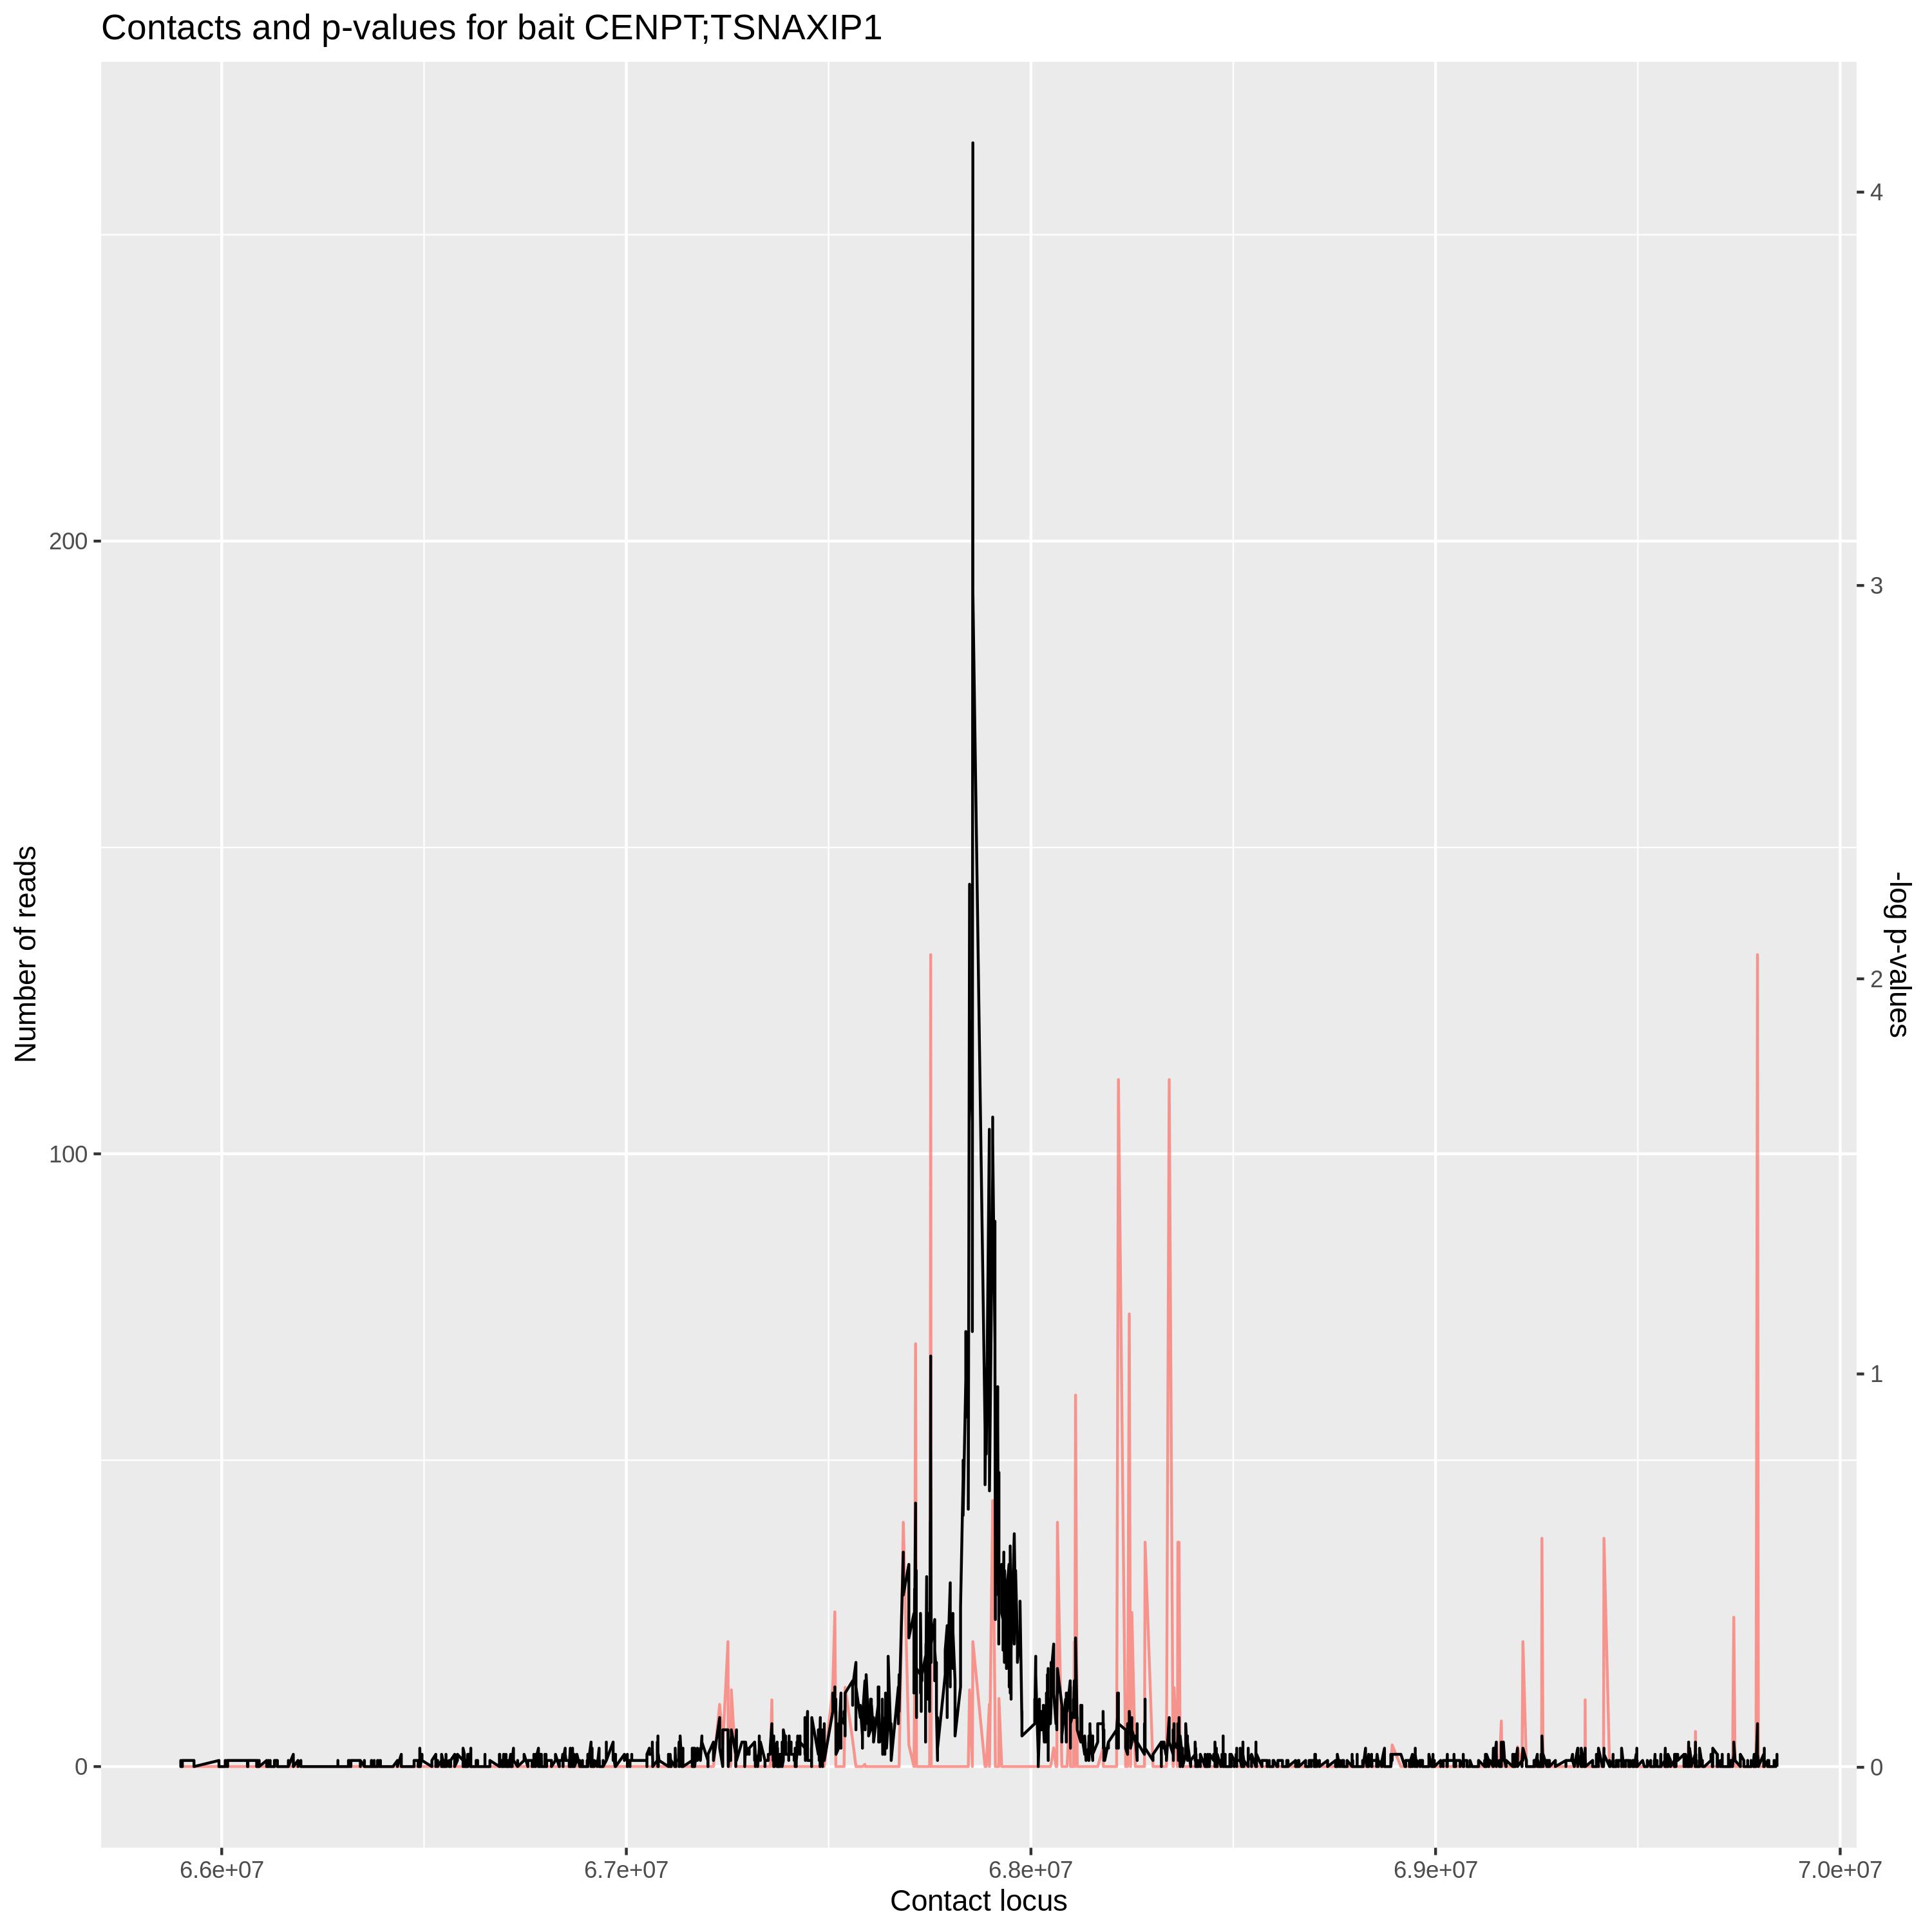 Contacts and p-values for bait CENPT;TSNAXIP1
Number of reads
200
100
0
4
3
2
1
0
-log p-values
6.6e+07
6.7e+07
6.8e+07
6.9e+07
7.0e+07
Contact locus